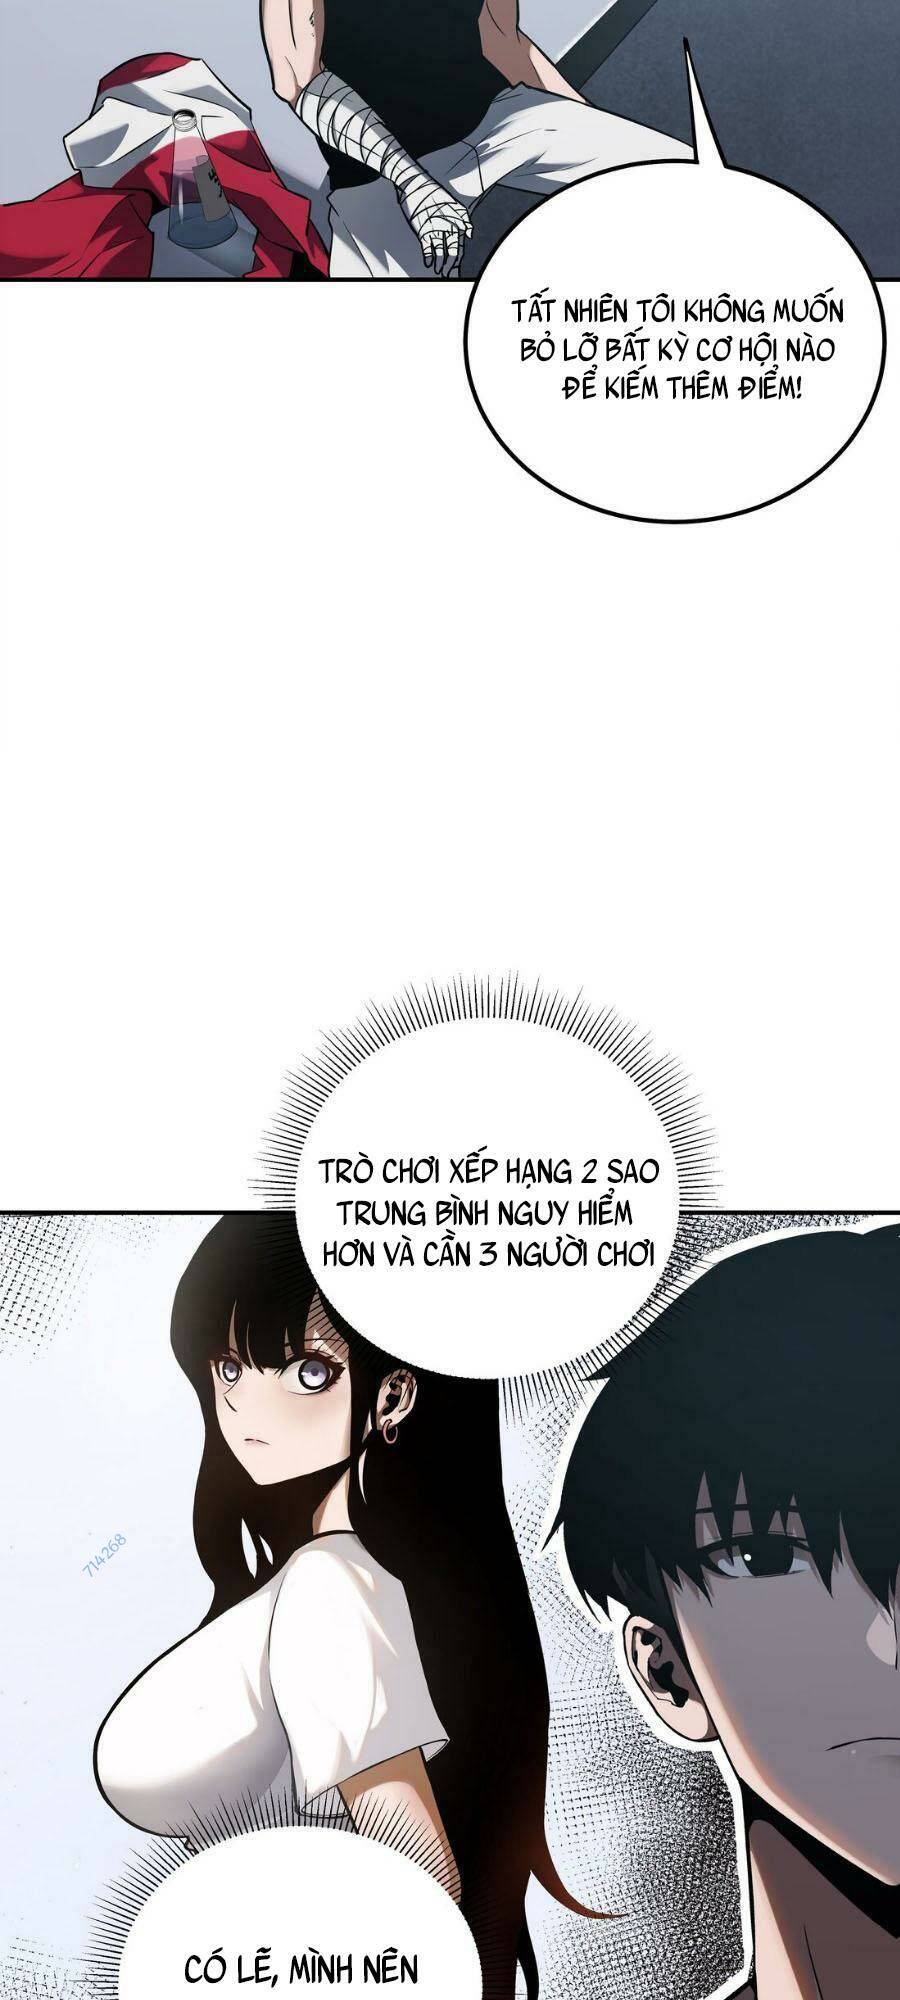 TẤT NHIÊN TÔI KHÔNG MUỐN
BỎ LỠ BẤT KỲ CƠ HỘI NÀO
ĐỂ KIẾM THÊM ĐIỂM!
TRÒ CHƠI XẾP HẠNG 2 SAO
TRUNG BÌNH NGUY HIỂM
HƠN VÀ CẦN 3 NGƯỜI CHƠI
714268
CÓ LẼ, MÌNH NÊN